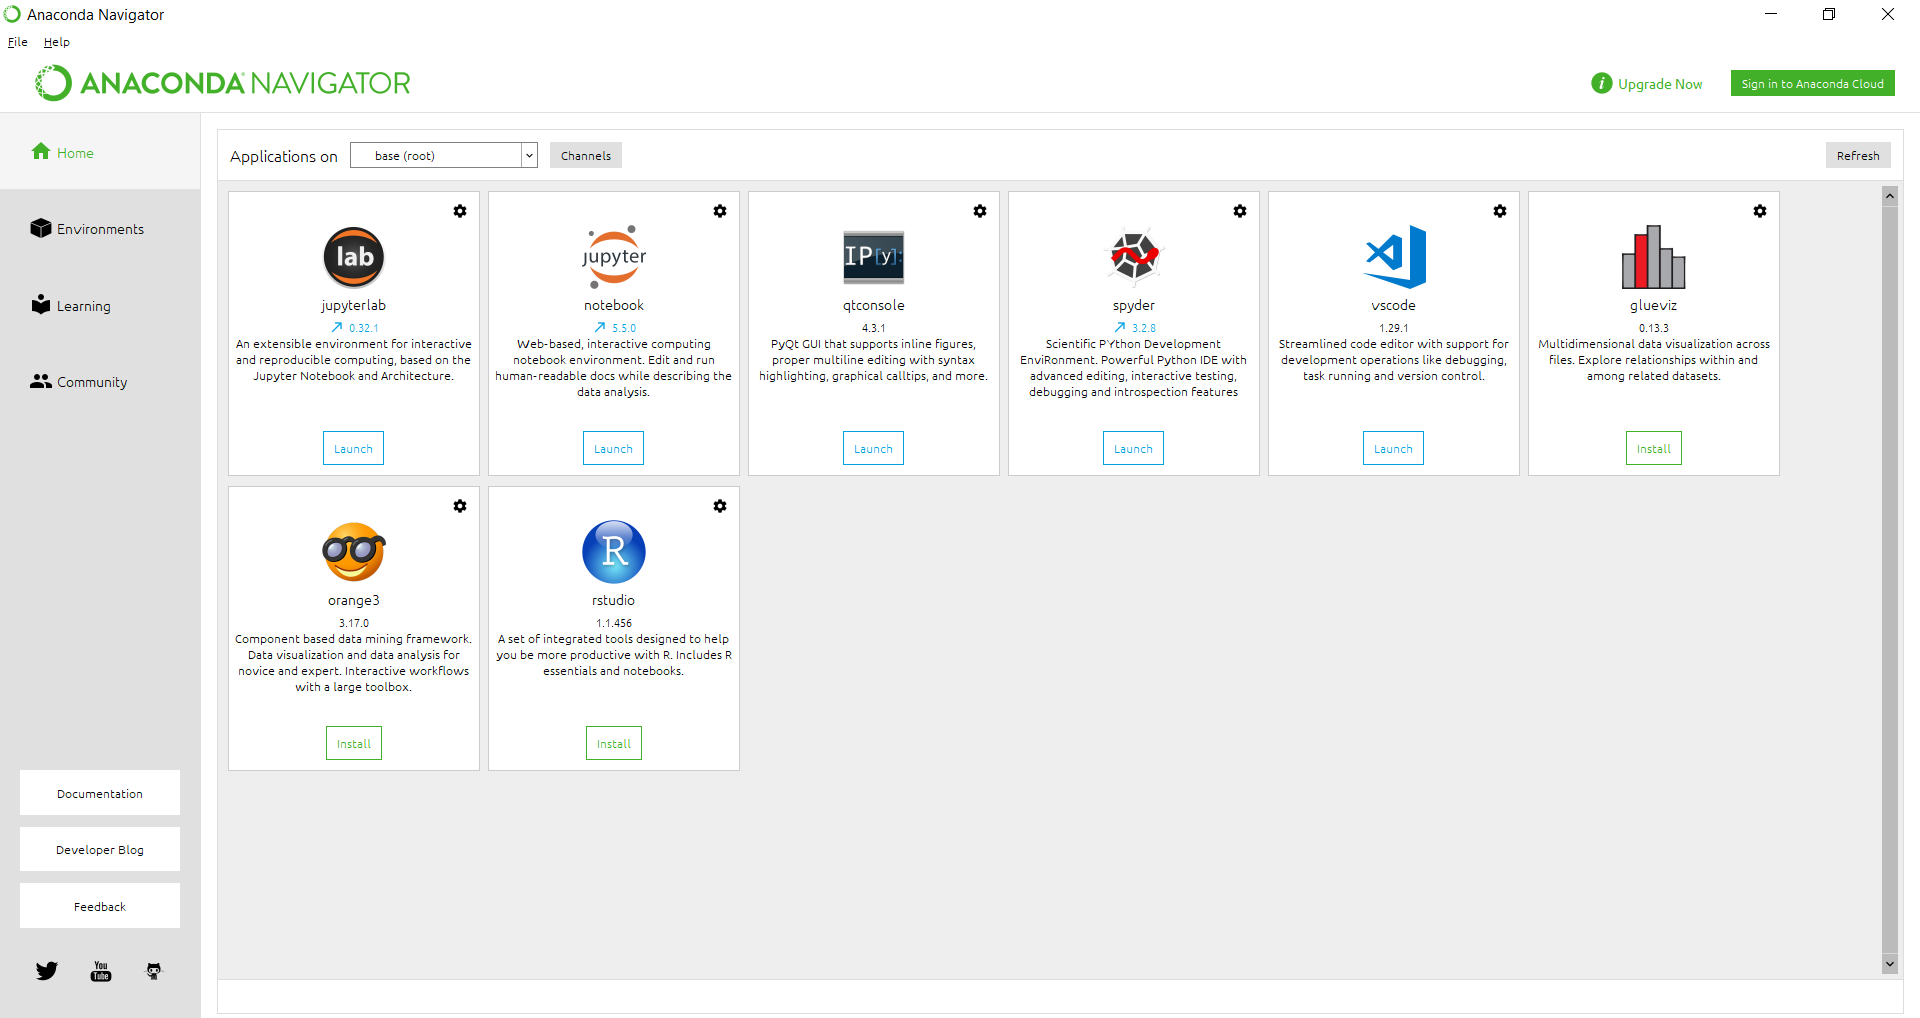 Anaconda Navigator
File Help
ANACONDA NAVIGATOR
i Upgrade Now
Sign in to Anaconda Cloud
Home
Environments
Learning
Community
Documentation
Developer Blog
Feedback
You
Tube
Applications on base (root) Channels Refresh
lab
jupyterlab
0.32.1
An extensible environment for interactive
and reproducible computing, based on the
Jupyter Notebook and Architecture.
Launch
jupyter
notebook
5.5.0
Web-based, interactive computing
notebook environment. Edit and run
human-readable docs while describing the
data analysis.
Launch
IP[y]:
qtconsole
4.3.1
PyQt GUI that supports inline figures,
proper multiline editing with syntax
highlighting, graphical calltips, and more.
Launch
spyder
3.2.8
Scientific PYthon Development
EnviRonment. Powerful Python IDE with
advanced editing, interactive testing,
debugging and introspection features
Launch
vscode
1.29.1
Streamlined code editor with support for
development operations like debugging,
task running and version control.
Launch
glueviz
0.13.3
Multidimensional data visualization across
files. Explore relationships within and
among related datasets.
Install
orange3
3.17.0
Component based data mining framework.
Data visualization and data analysis for
novice and expert. Interactive workflows
with a large toolbox.
Install
R
rstudio
1.1.456
A set of integrated tools designed to help
you be more productive with R. Includes R
essentials and notebooks.
Install